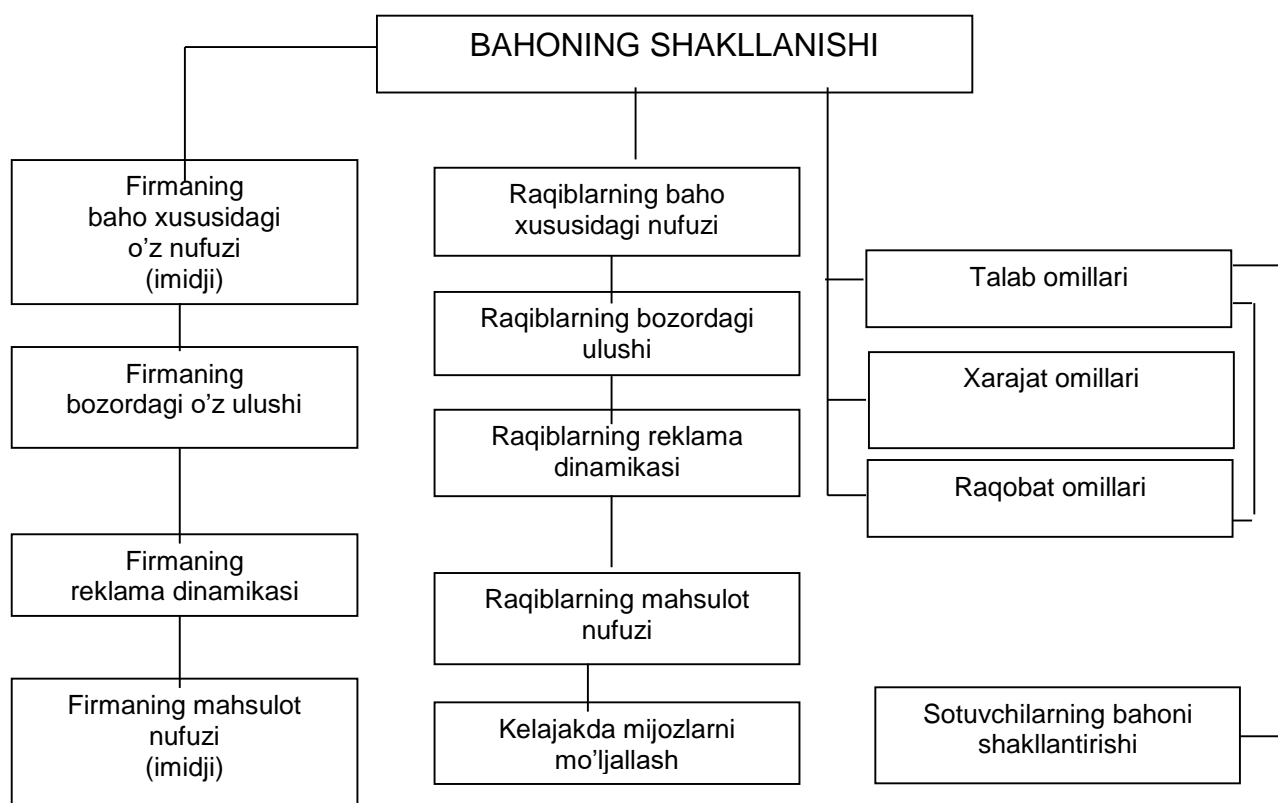 BAHONING SHAKLLANISHI
Firmaning
baho xususidagi
o’z nufuzi
(imidji)
Firmaning
bozordagi o’z ulushi
Firmaning
reklama dinamikasi
Firmaning mahsulot
nufuzi
(imidji)
Raqiblarning baho
xususidagi nufuzi
Raqiblarning bozordagi
ulushi
Raqiblarning reklama
dinamikasi
Raqiblarning mahsulot
nufuzi
Kelajakda mijozlarni
mo’ljallash
Talab omillari
Xarajat omillari
Raqobat omillari
Sotuvchilarning bahoni
shakllantirishi